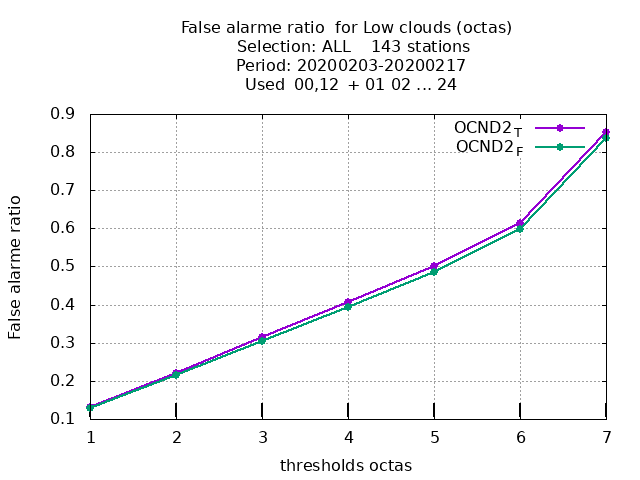 False alarme ratio  for Low clouds (octas)
Selection: ALL    143 stations
Period: 20200203-20200217
Used  00,12  + 01 02 ... 24
OCND2T
OCND2F
False alarme ratio
0.9
0.8
0.7
0.6
0.5
0.4
0.3
0.2
0.1
1 2 3 4 5 6 7
thresholds octas